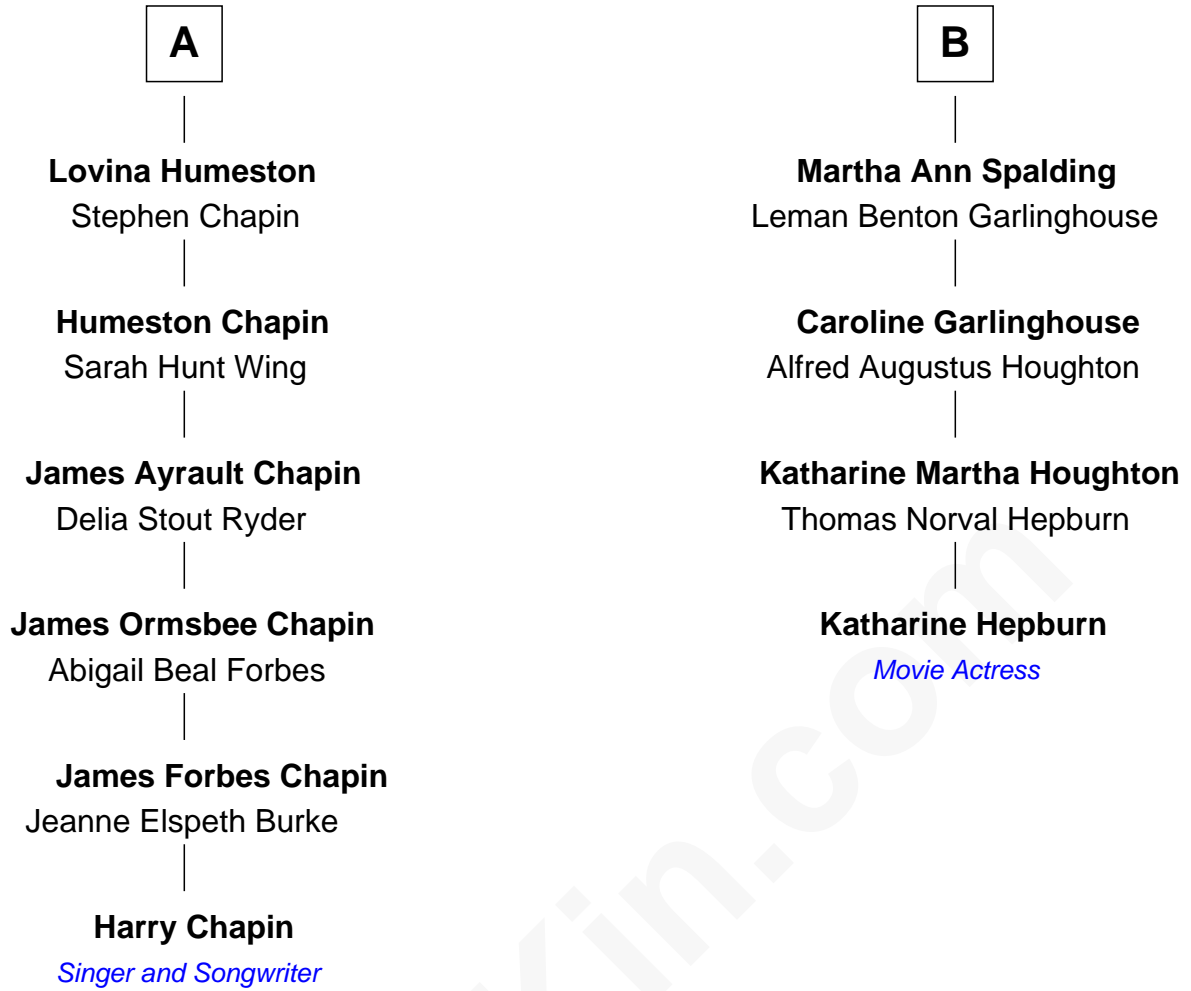 A
Lovina Humeston
Stephen Chapin
Humeston Chapin
Sarah Hunt Wing
James Ayrault Chapin
Delia Stout Ryder
James Ormsbee Chapin
Abigail Beal Forbes
James Forbes Chapin
Jeanne Elspeth Burke
Harry Chapin
Singer and Songwriter
B
Martha Ann Spalding
Leman Benton Garlinghouse
Caroline Garlinghouse
Alfred Augustus Houghton
Katharine Martha Houghton
Thomas Norval Hepburn
Katharine Hepburn
Movie Actress
Kin.com